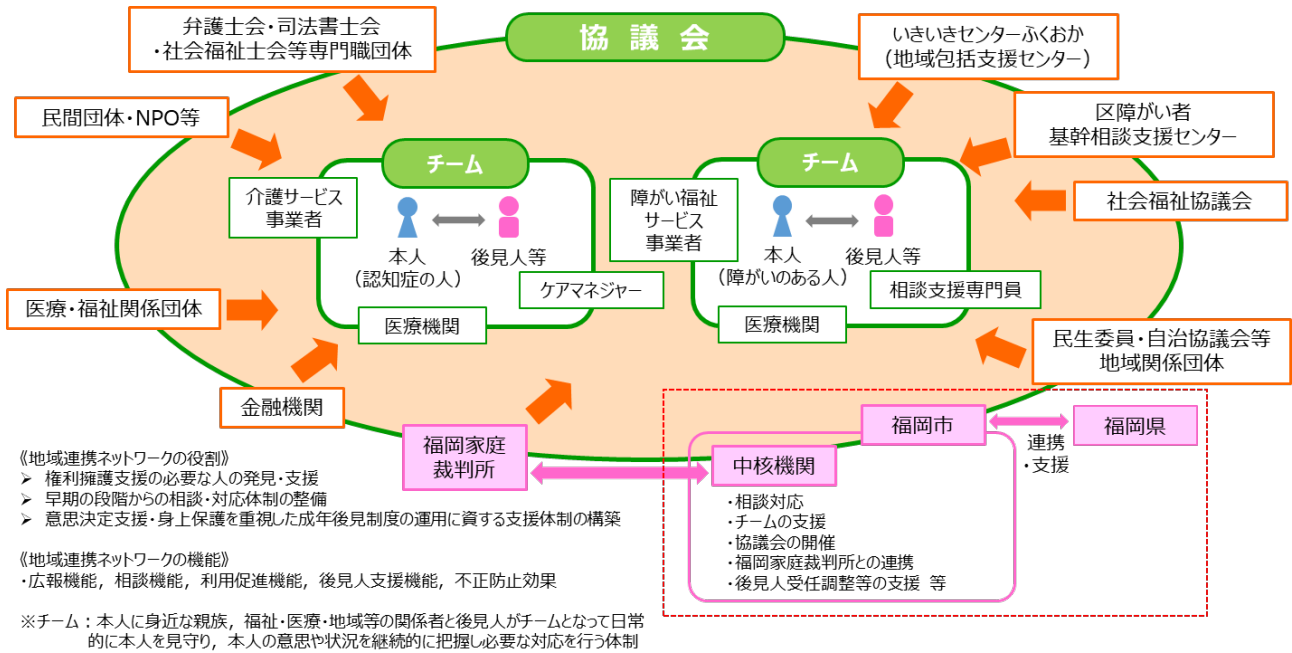 協議会
弁護士会・司法書士会
・社会福祉士会等専門職団体
いきいきセンターふくおか
（地域包括支援センター）
民間団体・NPO等
区障がい者
基幹相談支援センター
チーム
チーム
介護サービス
事業者
障がい福祉
サービス
事業者
社会福祉協議会
本人
（認知症の人）
後見人等
本人
（障がいのある人）
後見人等
ケアマネジャー
相談支援専門員
医療・福祉関係団体
医療機関
医療機関
民生委員・自治協議会等
地域関係団体
金融機関
福岡家庭
裁判所
福岡市
福岡県
連携
・支援
中核機関
・相談対応
・チームの支援
・協議会の開催
・福岡家庭裁判所との連携
・後見人受任調整等の支援 等
《地域連携ネットワークの役割》
➢ 権利擁護支援の必要な人の発見・支援
➢ 早期の段階からの相談・対応体制の整備
➢ 意思決定支援・身上保護を重視した成年後見制度の運用に資する支援体制の構築
《地域連携ネットワークの機能》
・広報機能，相談機能，利用促進機能，後見人支援機能，不正防止効果
※チーム：本人に身近な親族，福祉・医療・地域等の関係者と後見人がチームとなって日常
的に本人を見守り，本人の意思や状況を継続的に把握し必要な対応を行う体制